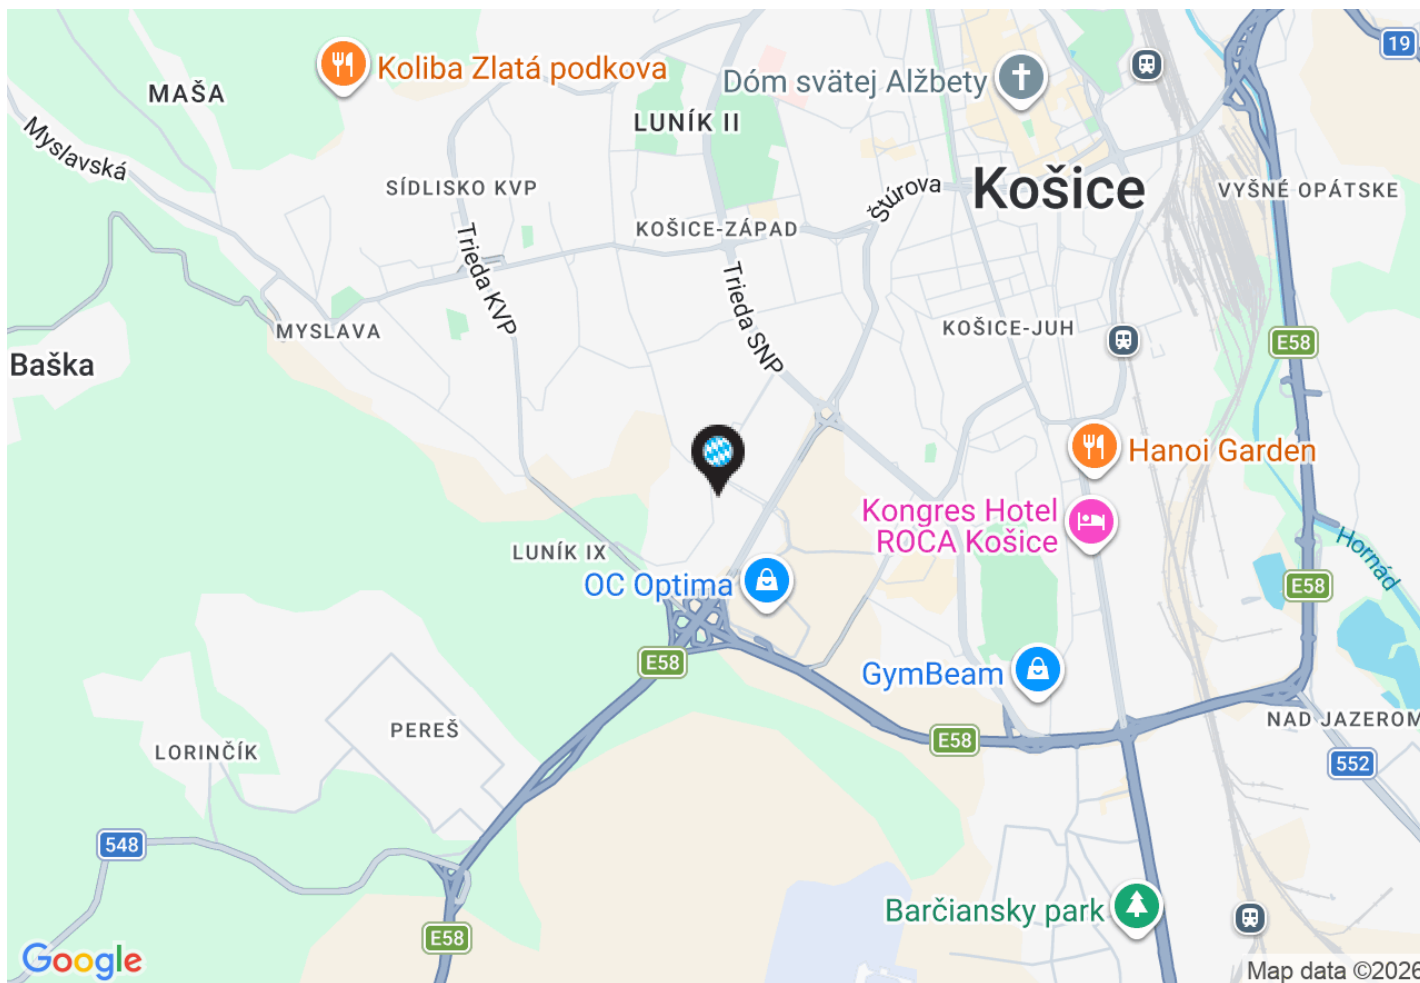 19
Koliba Zlatá podkova
Dóm svätej Alžbety
MAŠA
LUNÍK II
Myslavská
SÍDLISKO KVP
Štúrova
Košice
VYŠNÉ OPÁTSKE
KOŠICE-ZÁPAD
Trieda KVP
Trieda SNP
MYSLAVA
KOŠICE-JUH
E58
Baška
Hanoi Garden
Kongres Hotel
ROCA Košice
LUNÍK IX
Hornád
OC Optima
E58
E58
GymBeam
NAD JAZEROM
PEREŠ
LORINČÍK
E58
552
548
Barčiansky park
E58
Google
Map data ©2026